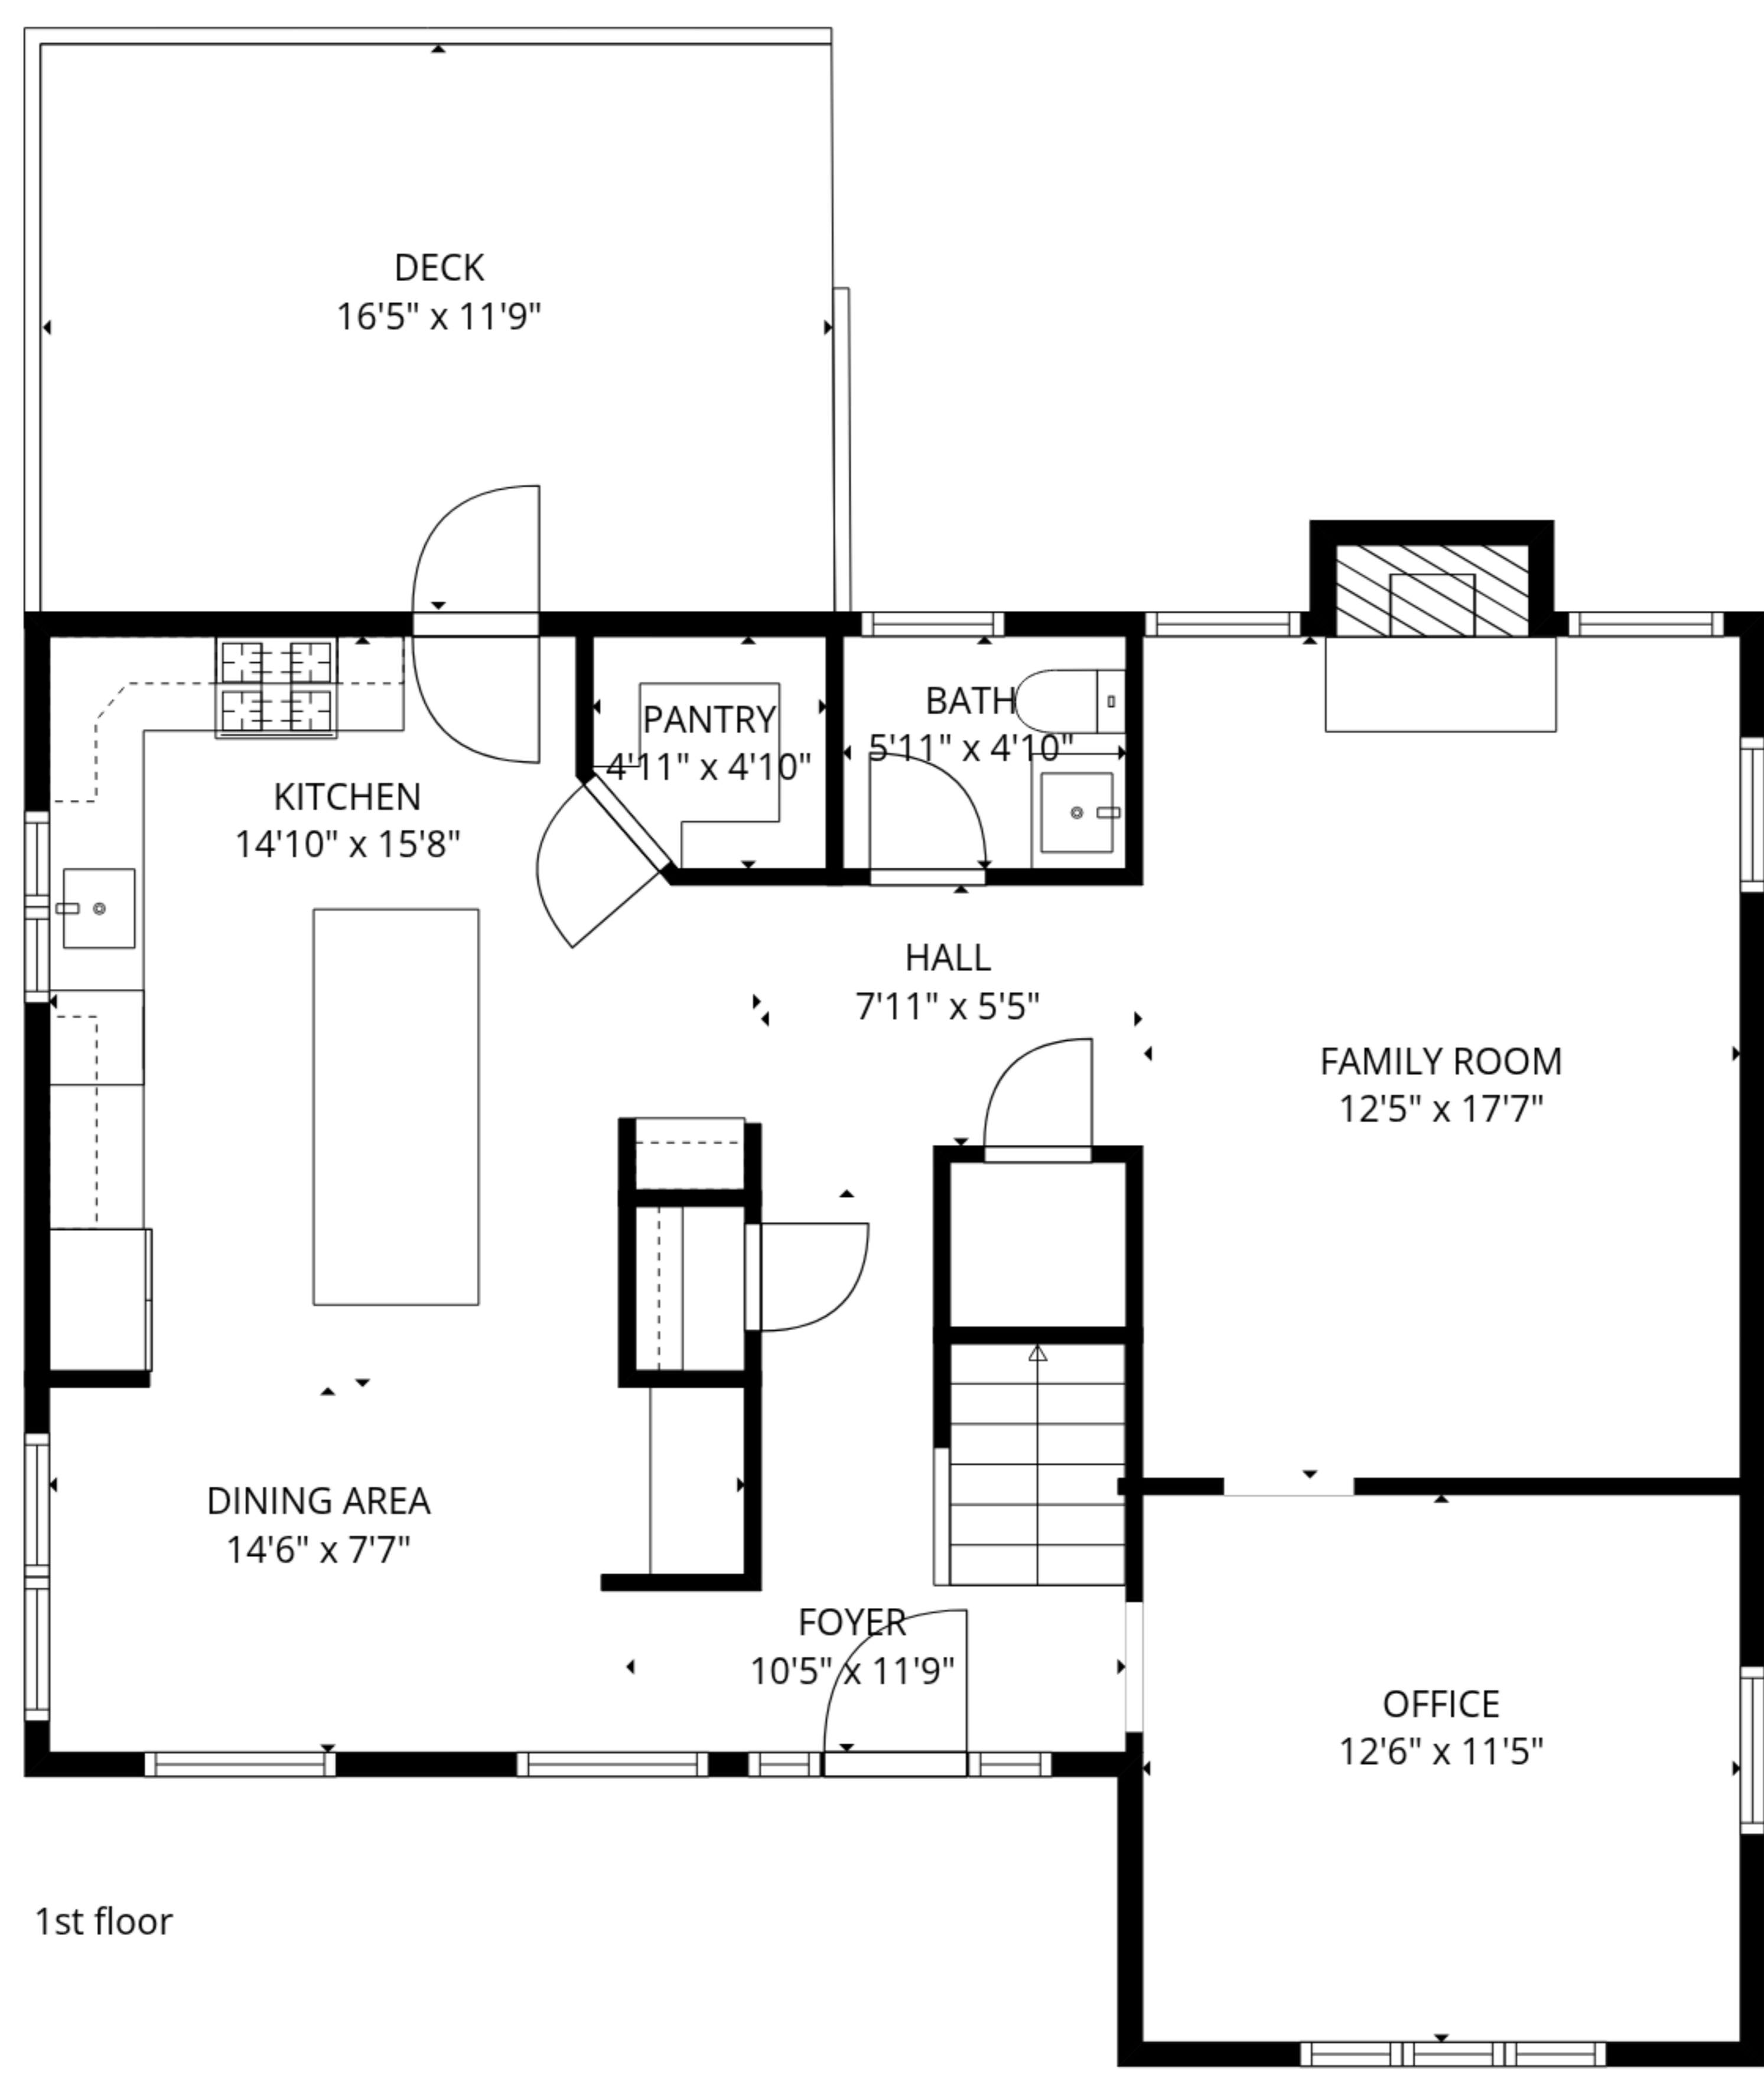 DECK
16'5" x 11'9"
PANTRY
4'11" x 4'10"
BATH
5'11" x 4'10"
KITCHEN
14'10" x 15'8"
HALL
7'11" x 5'5"
FAMILY ROOM
12'5" x 17'7"
DINING AREA
14'6" x 7'7"
FOYER
10'5" x 11'9"
OFFICE
12'6" x 11'5"
1st floor